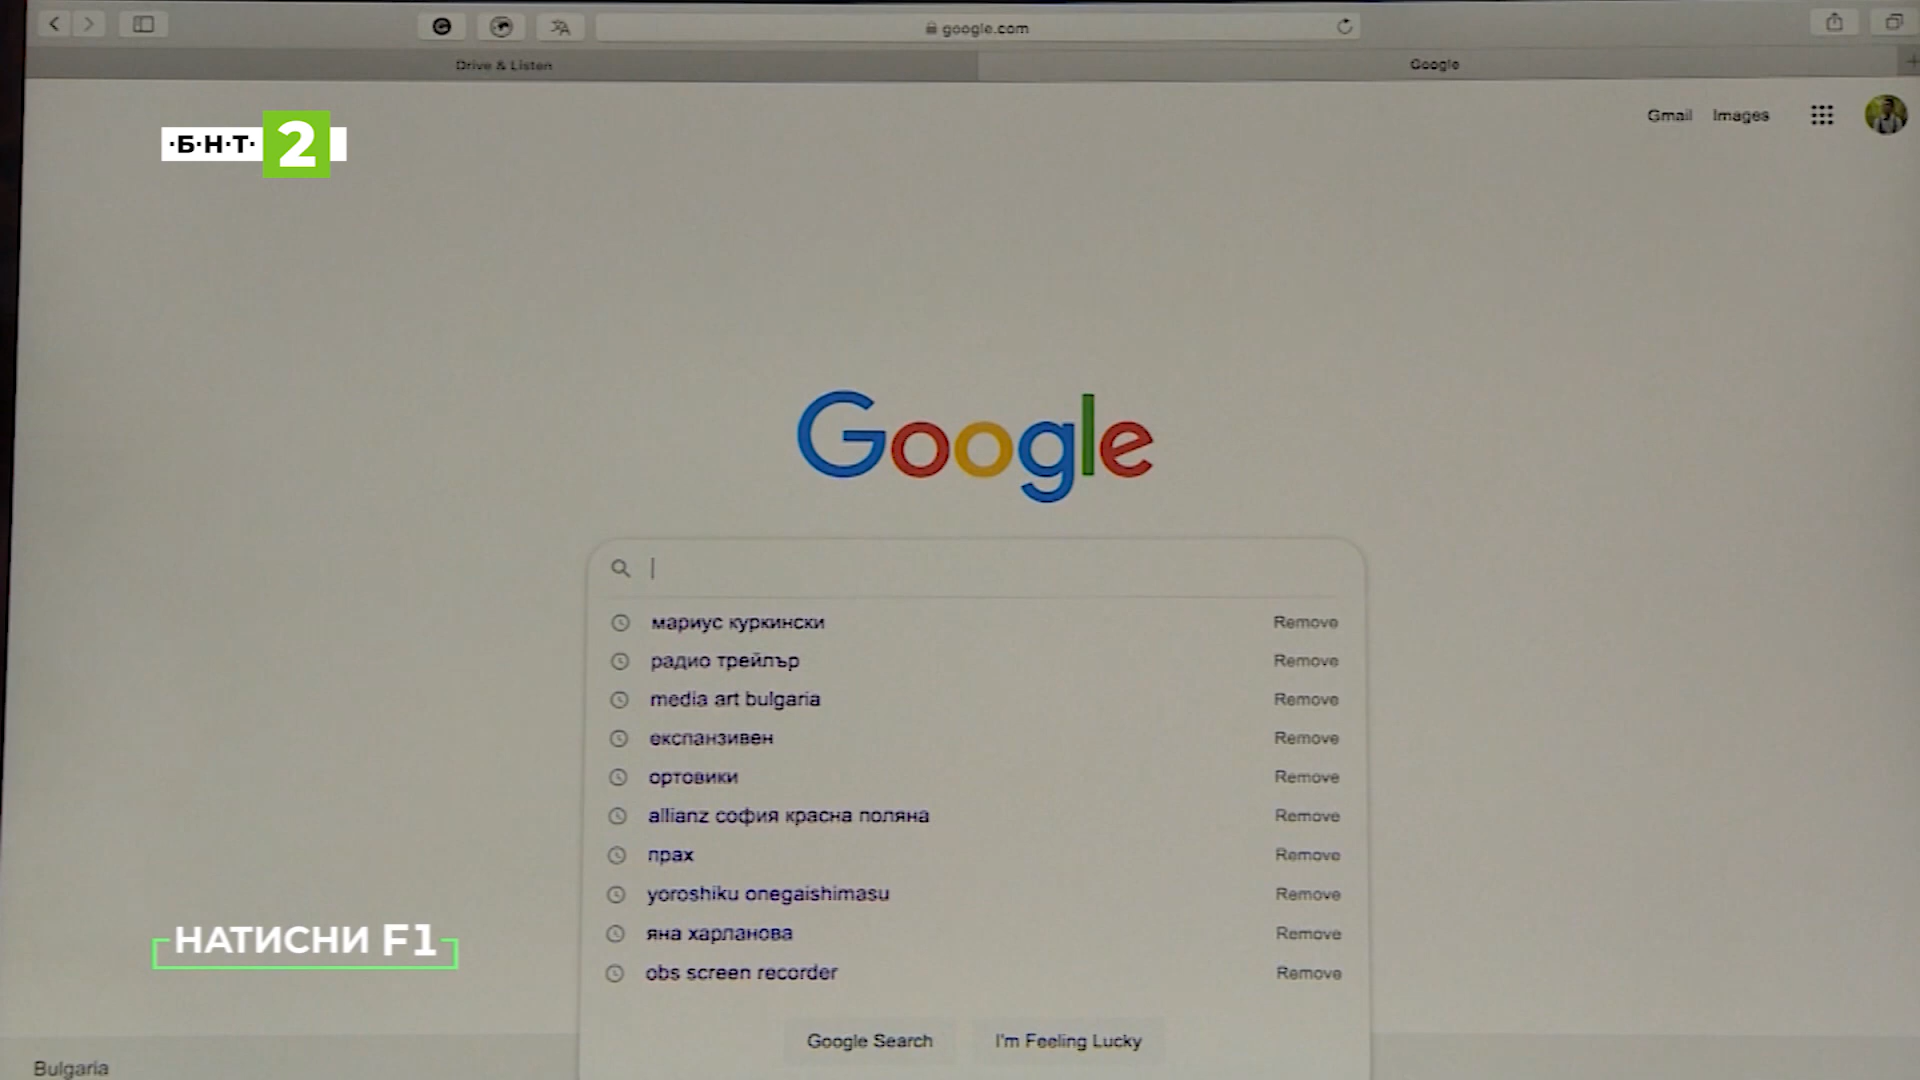 google.com
Drive & Listen
Google
Gmail Images
·Б·Н·Т· 2
Google
мариус куркински Remove
радио трейлър Remove
media art bulgaria Remove
експанзивен Remove
ортовики Remove
allianz софия красна поляна Remove
прах Remove
yoroshiku onegaishimasu Remove
яна харланова Remove
obs screen recorder Remove
НАТИСНИ F1
Google Search I'm Feeling Lucky
Bulgaria